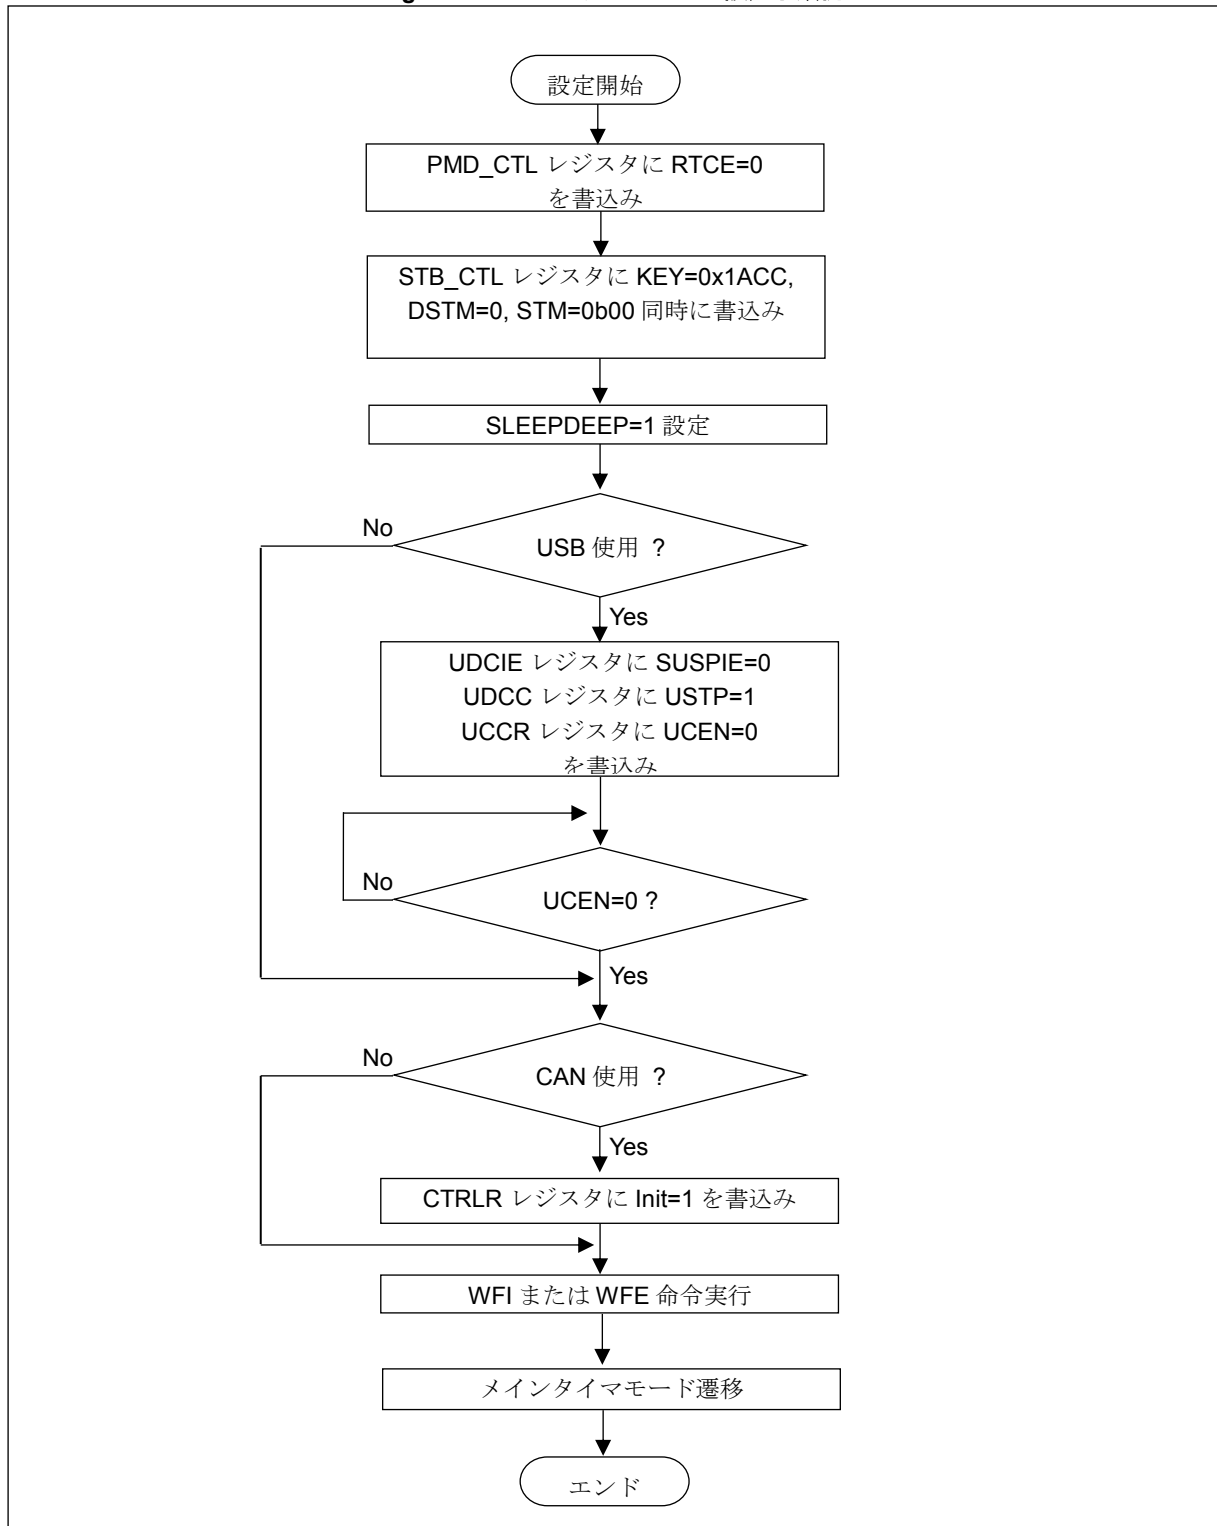 設定開始
PMD_CTL レジスタに RTCE=0
を書込み
STB_CTL レジスタに KEY=0x1ACC,
DSTM=0, STM=0b00 同時に書込み
SLEEPDEEP=1 設定
No
USB 使用 ?
Yes
UDCIE レジスタに SUSPIE=0
UDCC レジスタに USTP=1
UCCR レジスタに UCEN=0
を書込み
No
UCEN=0 ?
Yes
No
CAN 使用 ?
Yes
CTRLR レジスタに Init=1 を書込み
WFI または WFE 命令実行
メインタイマモード遷移
エンド